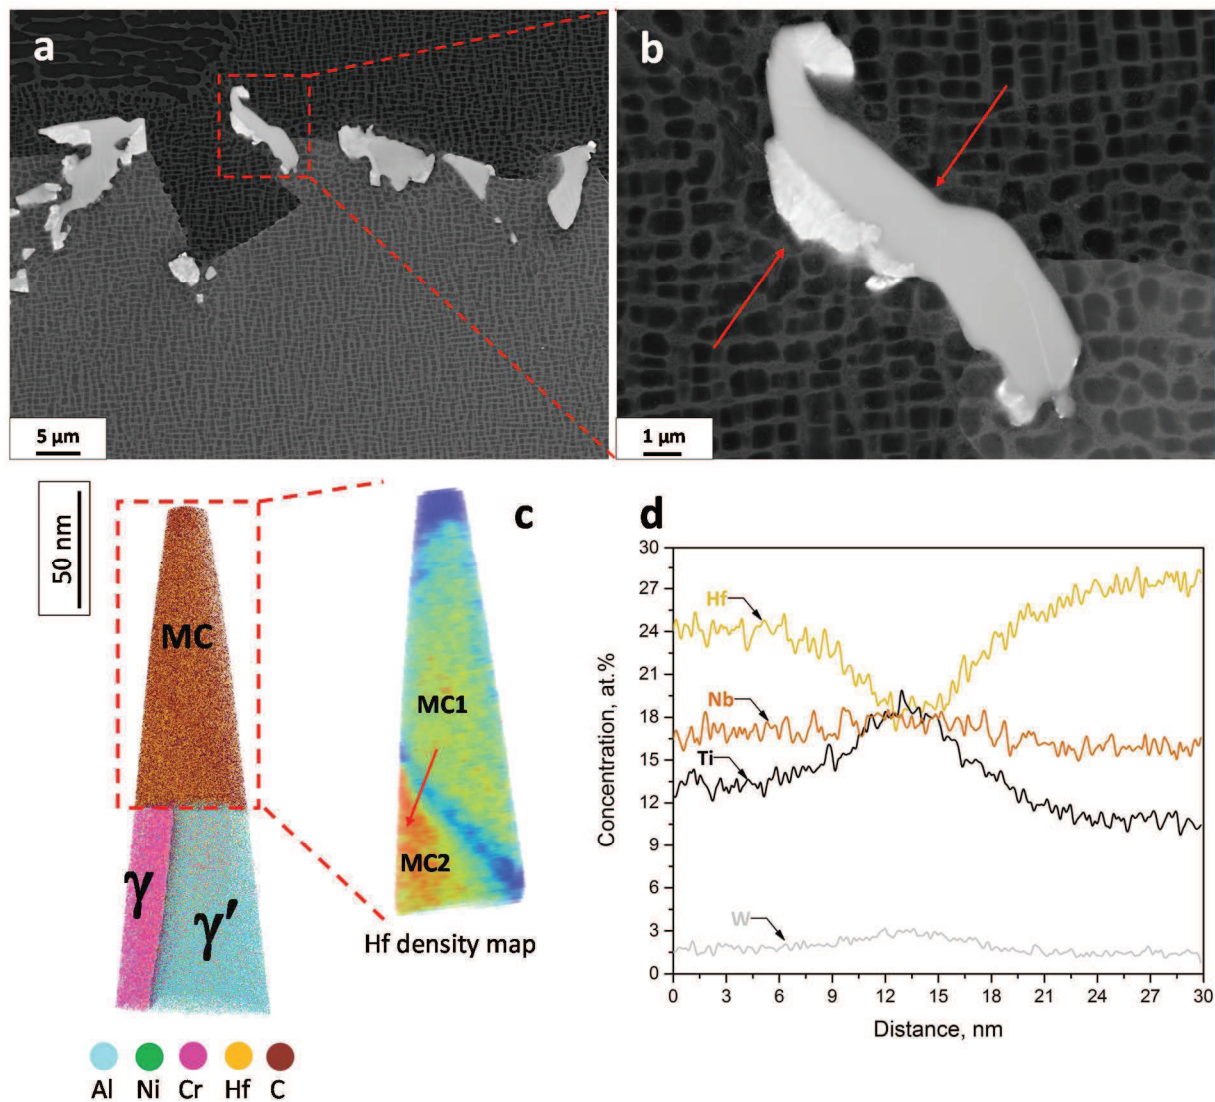 a
b
5 µm
1 µm
50 nm
MC
γ
γ′
Al Ni Cr Hf C
c
MC1
MC2
Hf density map
d
30
27
24
21
18
15
12
9
6
3
0
Concentration, at.%
Hf
Nb
Ti
W
0 3 6 9 12 15 18 21 24 27 30
Distance, nm